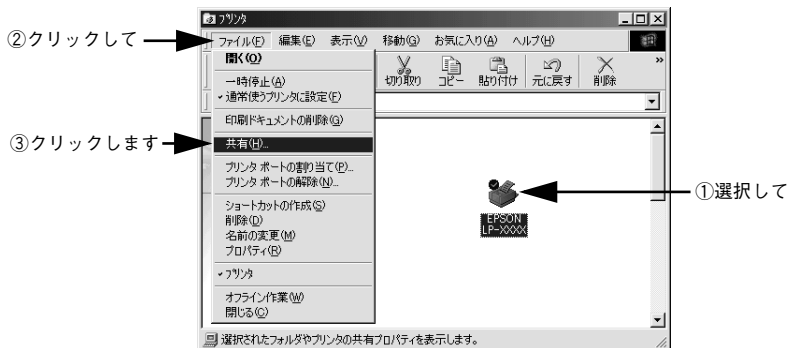 プリンタ
ファイル(F) 編集(E) 表示(V) 移動(G) お気に入り(A) ヘルプ(H)
切り取り コピー 貼り付け 元に戻す 削除 »
②クリックして
開く(O)
一時停止(A)
通常使うプリンタに設定(F)
印刷ドキュメントの削除(G)
③クリックします
共有(H)...
プリンタ ポートの割り当て(P)...
プリンタ ポートの解除(N)...
ショートカットの作成(S)
削除(D)
名前の変更(M)
プロパティ(R)
プリンタ
オフライン作業(W)
閉じる(C)
①選択して
EPSON
LP-XXXX
選択されたフォルダやプリンタの共有プロパティを表示します。